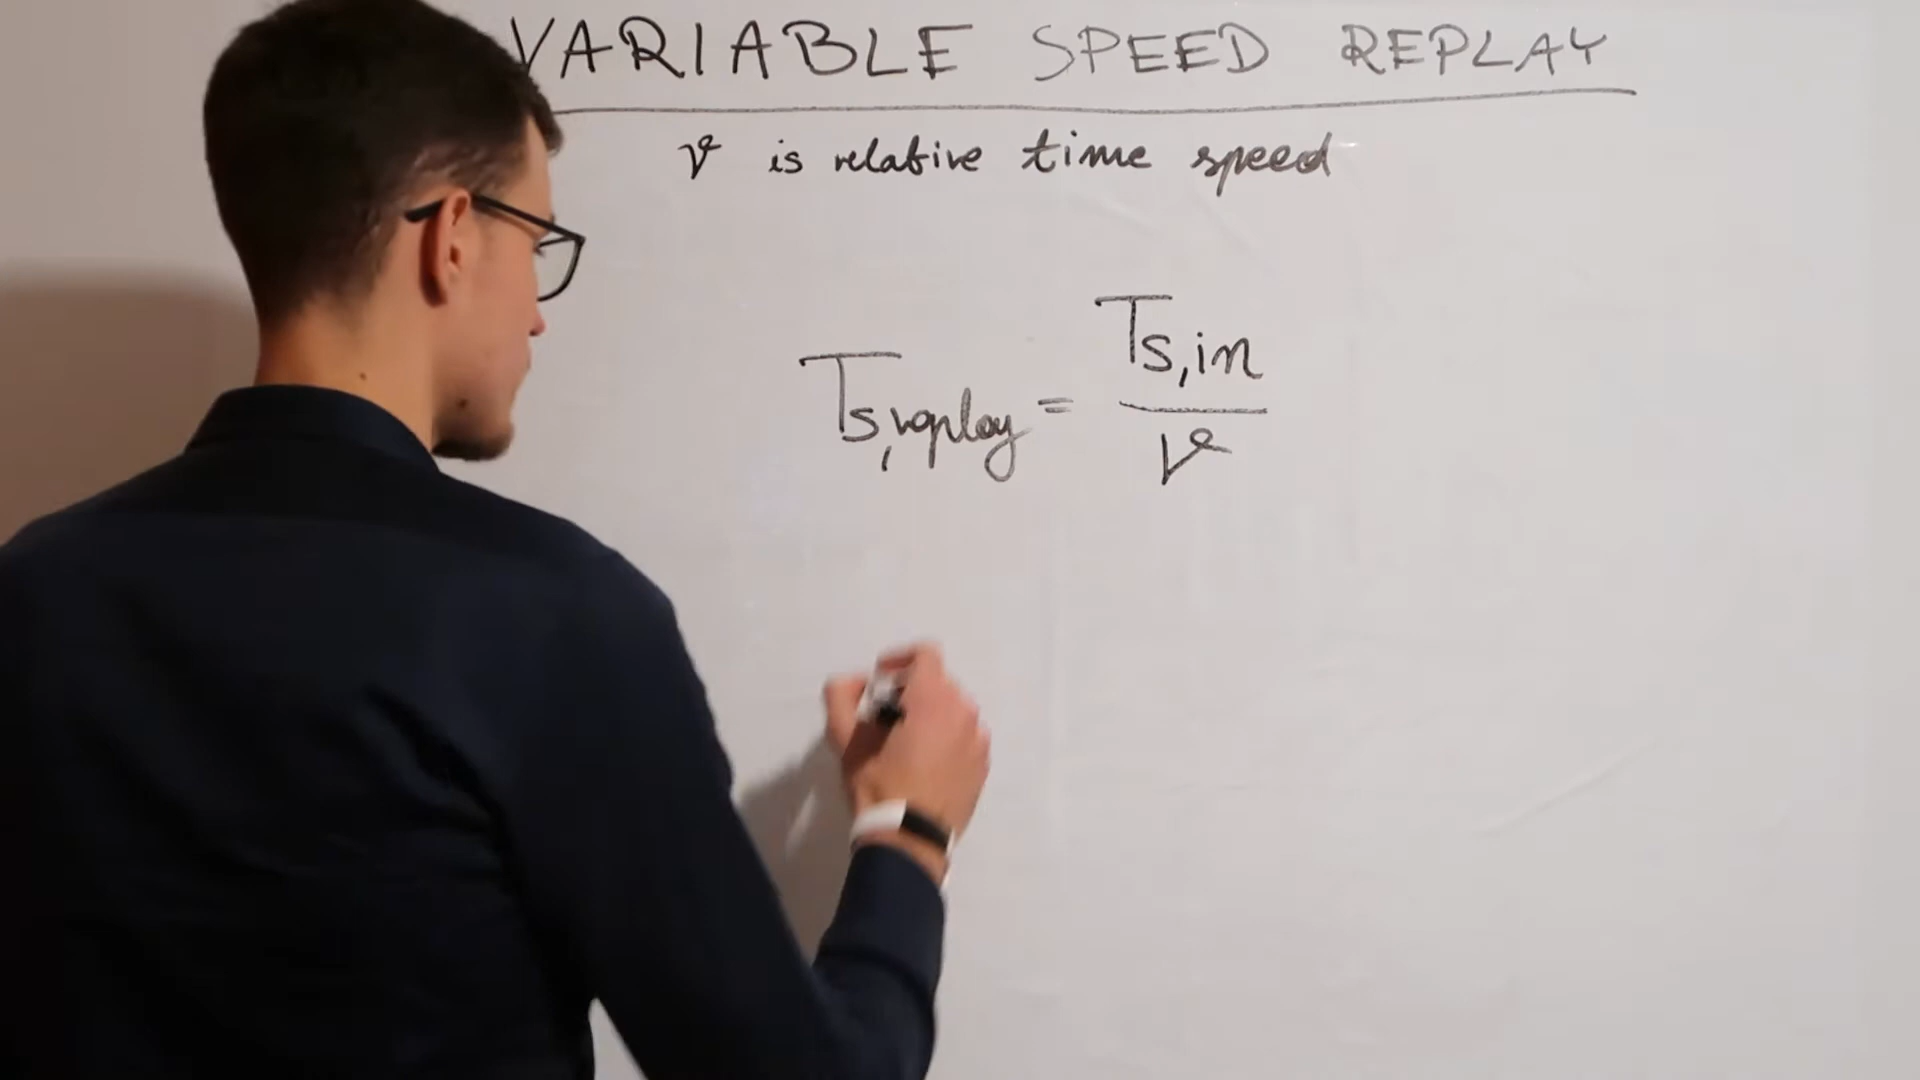 VARIABLE SPEED REPLAY
v is relative time speed
Ts,replay = Ts,in / v